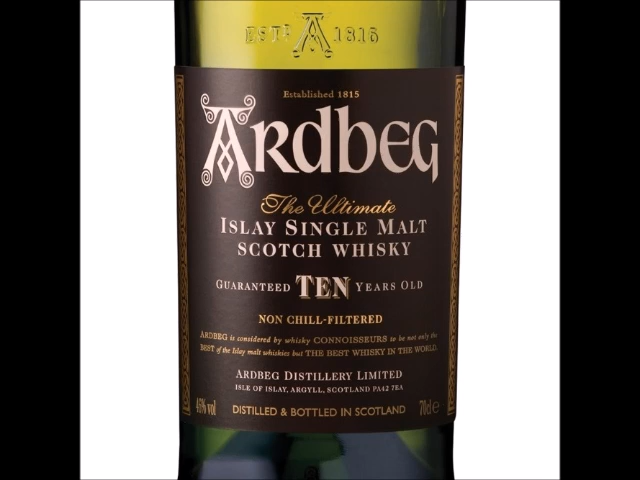 ESTD A 1815
Established 1815
ARDBEG
The Ultimate
ISLAY SINGLE MALT
SCOTCH WHISKY
GUARANTEED TEN YEARS OLD
NON CHILL-FILTERED
ARDBEG is considered by whisky CONNOISSEURS to be not only the
BEST of the Islay malt whiskies but THE BEST WHISKY IN THE WORLD.
ARDBEG DISTILLERY LIMITED
ISLE OF ISLAY, ARGYLL, SCOTLAND PA42 7EA
46% vol DISTILLED & BOTTLED IN SCOTLAND 70cl e